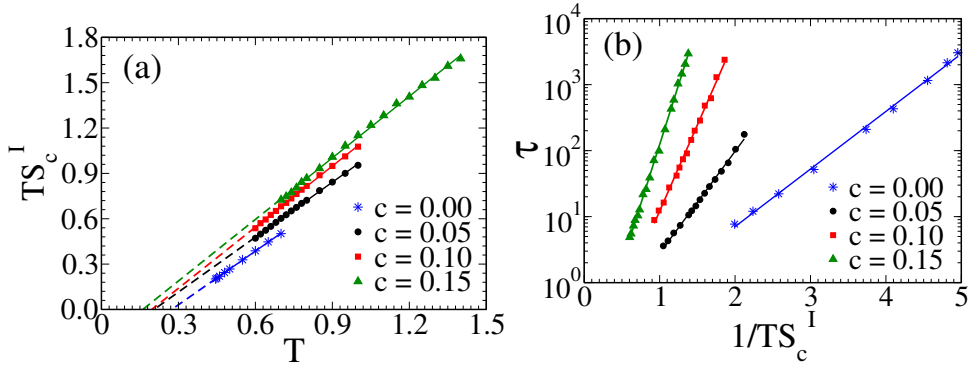 (a)
TS_c^I
1.8
1.5
1.2
0.9
0.6
0.3
0.0
0
0.3
0.6
0.9
1.2
1.5
T
c = 0.00
c = 0.05
c = 0.10
c = 0.15
(b)
τ
10^4
10^3
10^2
10^1
10^0
0
1
2
3
4
5
1/TS_c^I
c = 0.00
c = 0.05
c = 0.10
c = 0.15